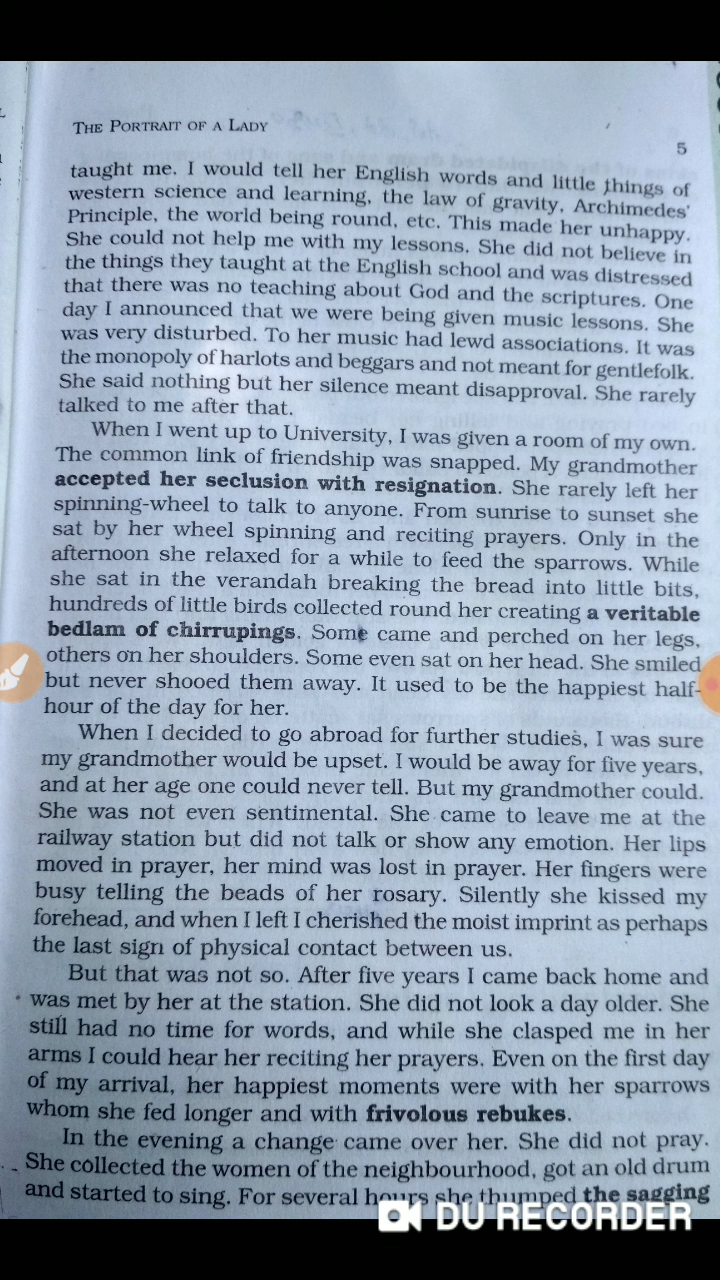 THE PORTRAIT OF A LADY
5
taught me. I would tell her English words and little things of
western science and learning, the law of gravity, Archimedes'
Principle, the world being round, etc. This made her unhappy.
She could not help me with my lessons. She did not believe in
the things they taught at the English school and was distressed
that there was no teaching about God and the scriptures. One
day I announced that we were being given music lessons. She
was very disturbed. To her music had lewd associations. It was
the monopoly of harlots and beggars and not meant for gentlefolk.
She said nothing but her silence meant disapproval. She rarely
talked to me after that.
When I went up to University, I was given a room of my own.
The common link of friendship was snapped. My grandmother
accepted her seclusion with resignation. She rarely left her
spinning-wheel to talk to anyone. From sunrise to sunset she
sat by her wheel spinning and reciting prayers. Only in the
afternoon she relaxed for a while to feed the sparrows. While
she sat in the verandah breaking the bread into little bits,
hundreds of little birds collected round her creating a veritable
bedlam of chirrupings. Some came and perched on her legs,
others on her shoulders. Some even sat on her head. She smiled
but never shooed them away. It used to be the happiest half-
hour of the day for her.
When I decided to go abroad for further studies, I was sure
my grandmother would be upset. I would be away for five years,
and at her age one could never tell. But my grandmother could.
She was not even sentimental. She came to leave me at the
railway station but did not talk or show any emotion. Her lips
moved in prayer, her mind was lost in prayer. Her fingers were
busy telling the beads of her rosary. Silently she kissed my
forehead, and when I left I cherished the moist imprint as perhaps
the last sign of physical contact between us.
But that was not so. After five years I came back home and
was met by her at the station. She did not look a day older. She
still had no time for words, and while she clasped me in her
arms I could hear her reciting her prayers. Even on the first day
of my arrival, her happiest moments were with her sparrows
whom she fed longer and with frivolous rebukes.
In the evening a change came over her. She did not pray.
She collected the women of the neighbourhood, got an old drum
and started to sing. For several hours she thumped the sagging
DU RECORDER